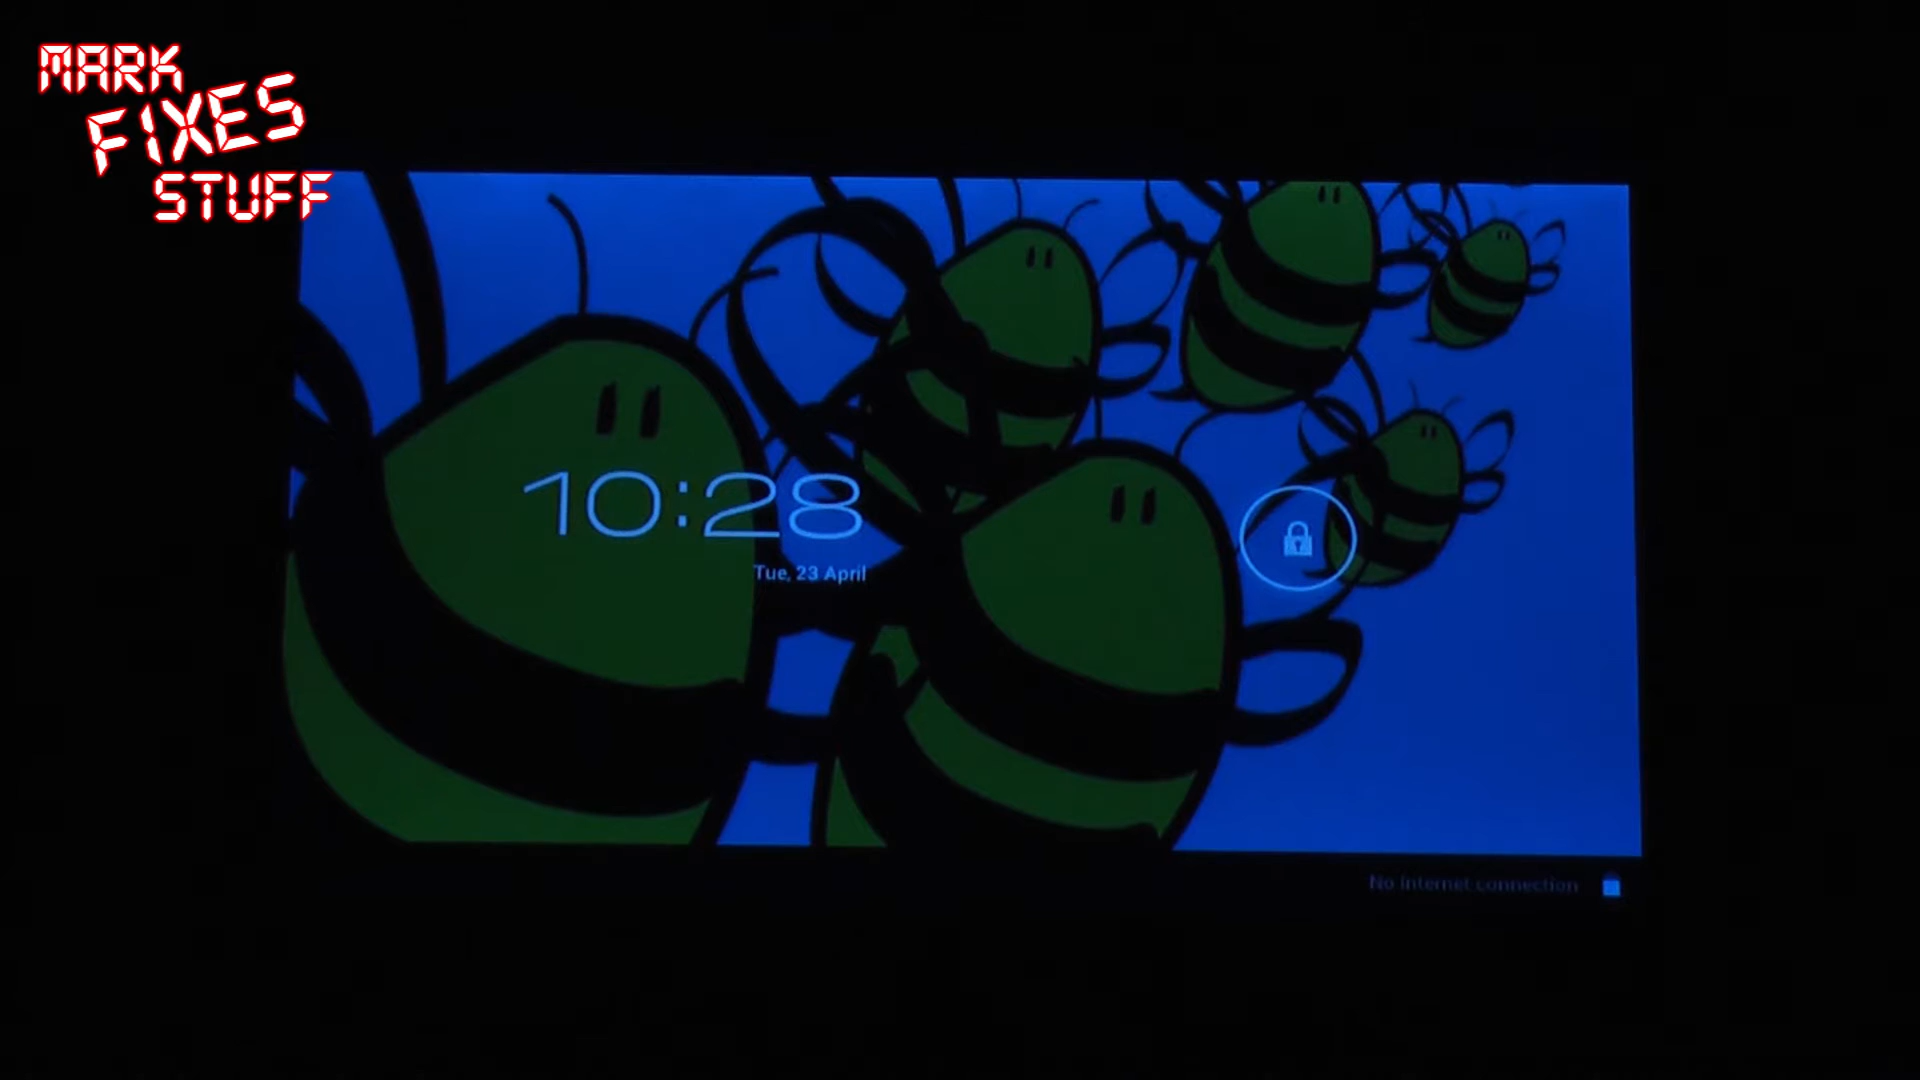 MARK
FIXES
STUFF
10:28
Tue, 23 April
No internet connection